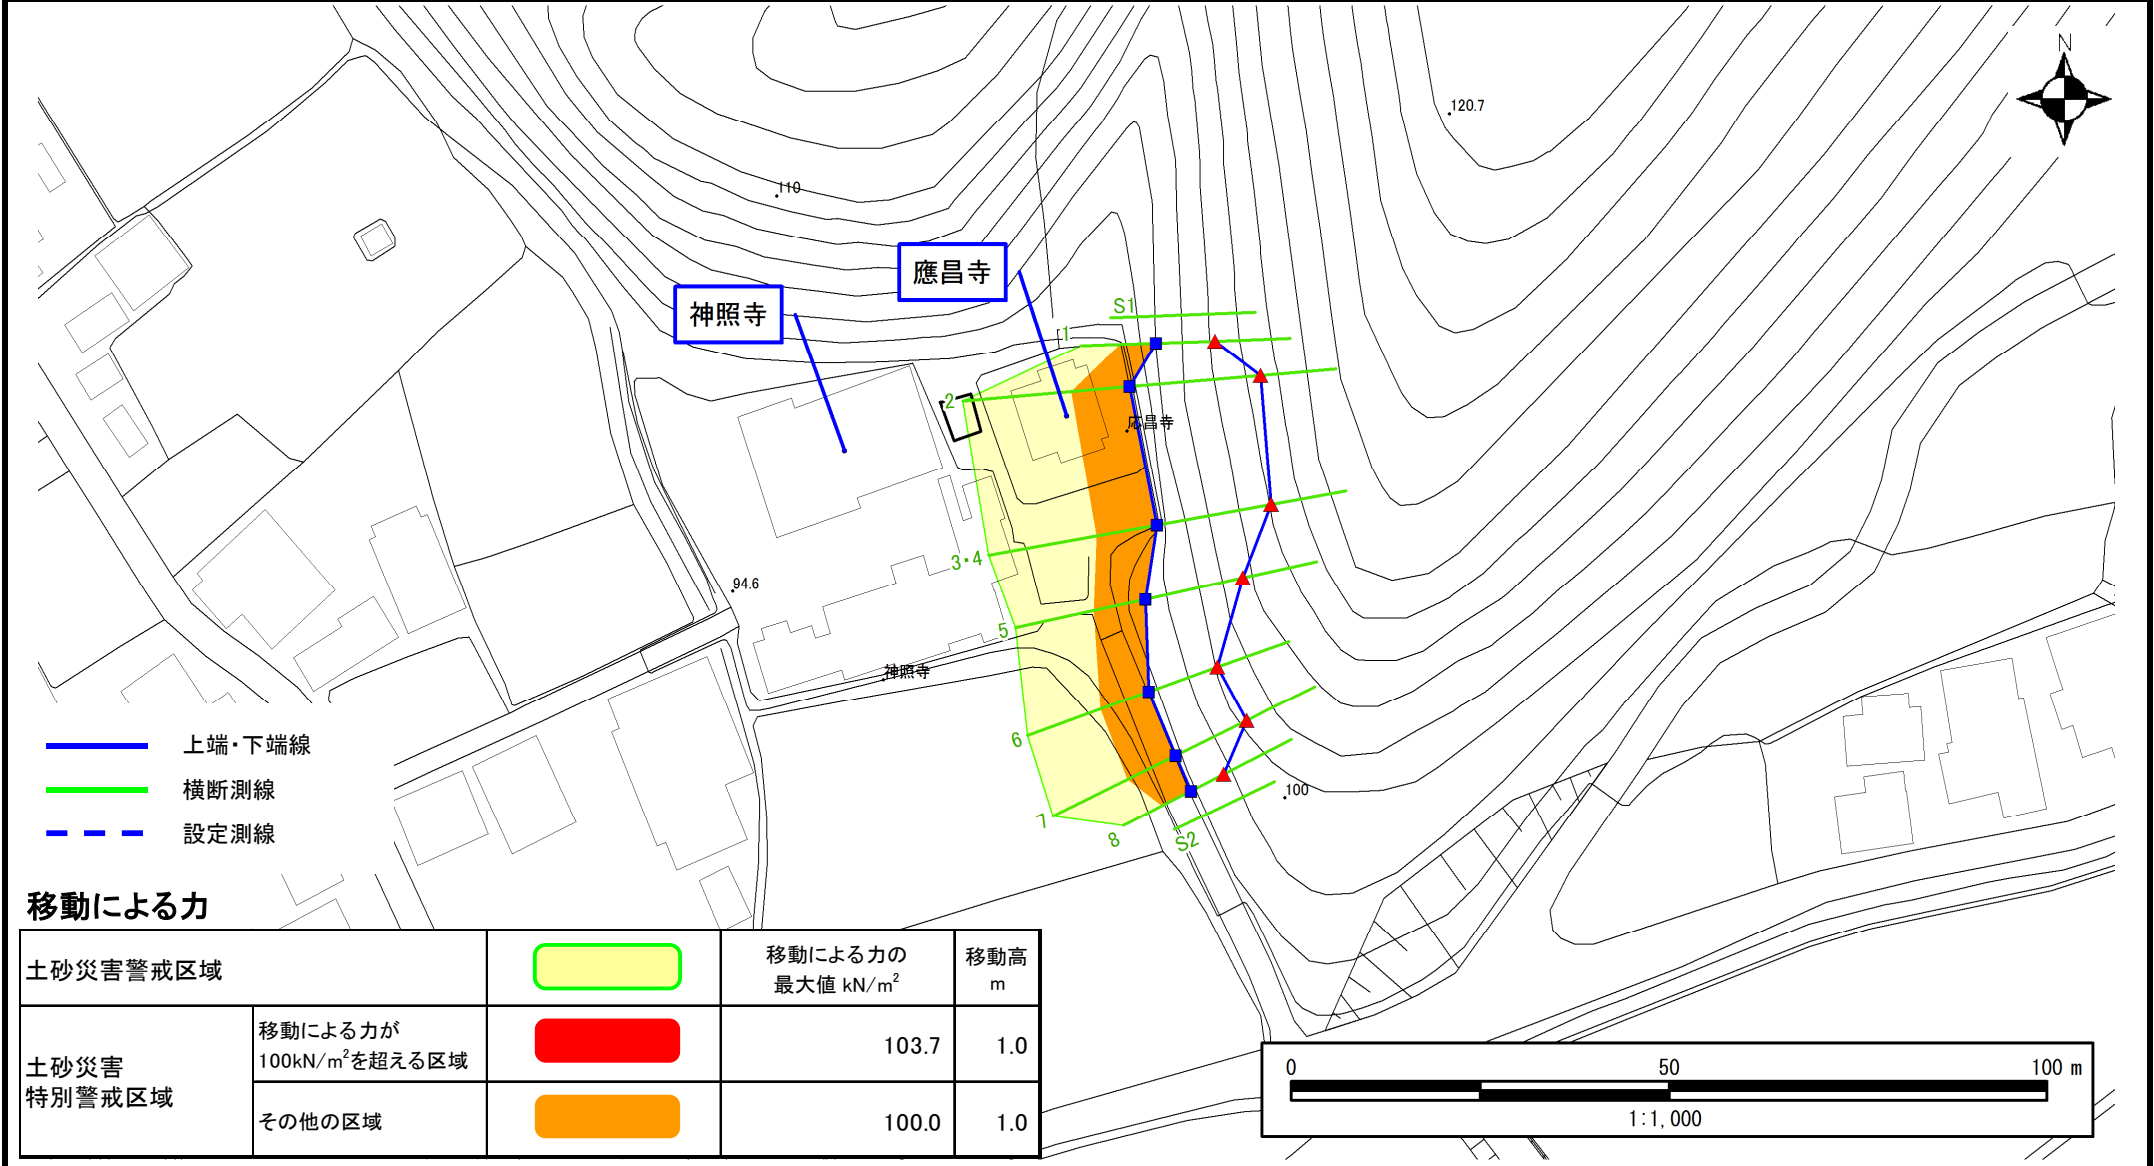 N
120.7
110
應昌寺
神照寺
S1
1
2
応昌寺
3・4
94.6
5
神照寺
6
7
8
S2
100
上端・下端線
横断測線
設定測線
移動による力
土砂災害警戒区域
移動による力の
最大値 kN/m²
移動高
m
土砂災害
特別警戒区域
移動による力が
100kN/m²を超える区域
103.7
1.0
その他の区域
100.0
1.0
0 50 100 m
1:1,000